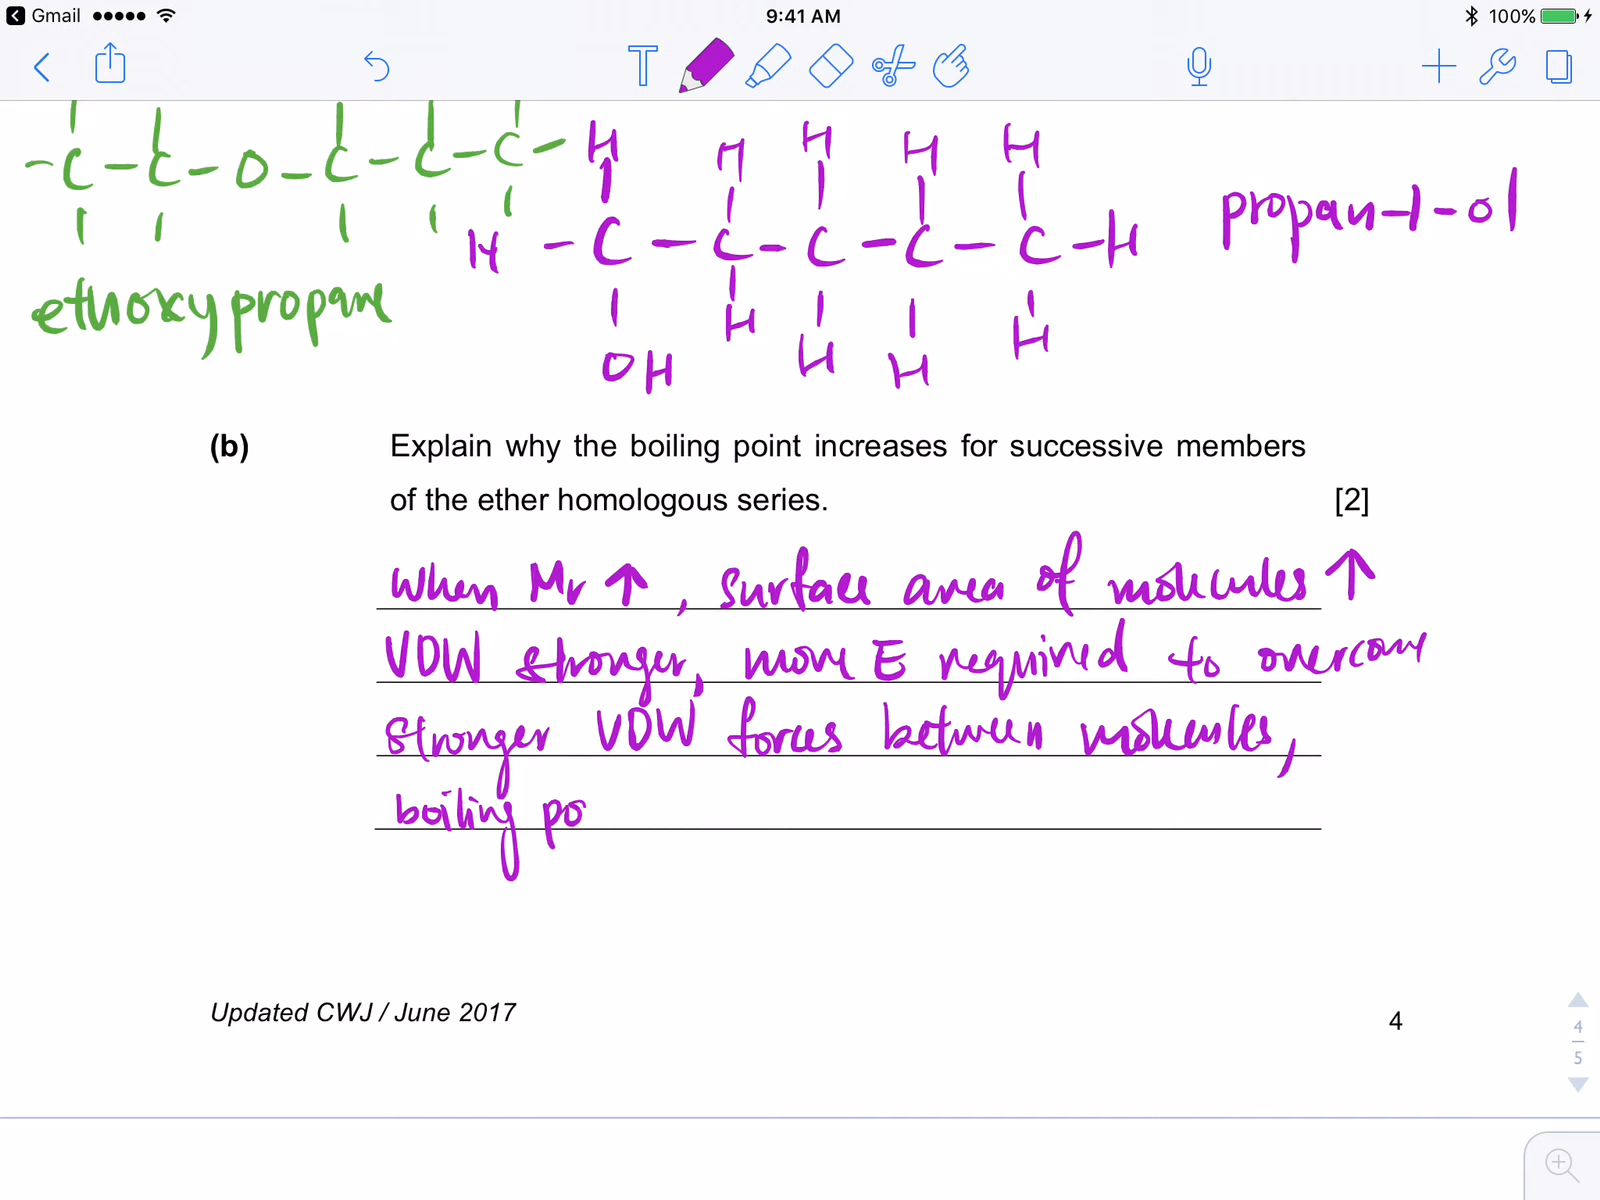 Gmail 9:41 AM 100%
T
H H H H H
-C-C-O-C-C-C-
H-C-C-C-C-C-H
propan-1-ol
OH H H H H
ethoxypropane
(b) Explain why the boiling point increases for successive members
of the ether homologous series. [2]
When Mr ↑, surface area of molecules ↑
VDW stronger, more E required to overcome
stronger VDW forces between molecules,
boiling po
Updated CWJ / June 2017 4
4
5